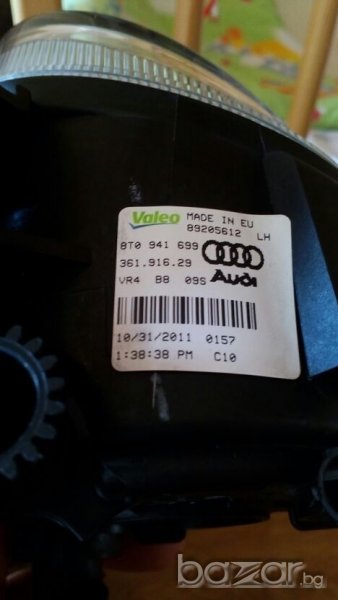 Valeo MADE IN EU
89205612 LH
8T0 941 699
361.916.29
VR4 B8 09S Audi
10/31/2011 0157
1:38:38 PM C10
bazar.bg